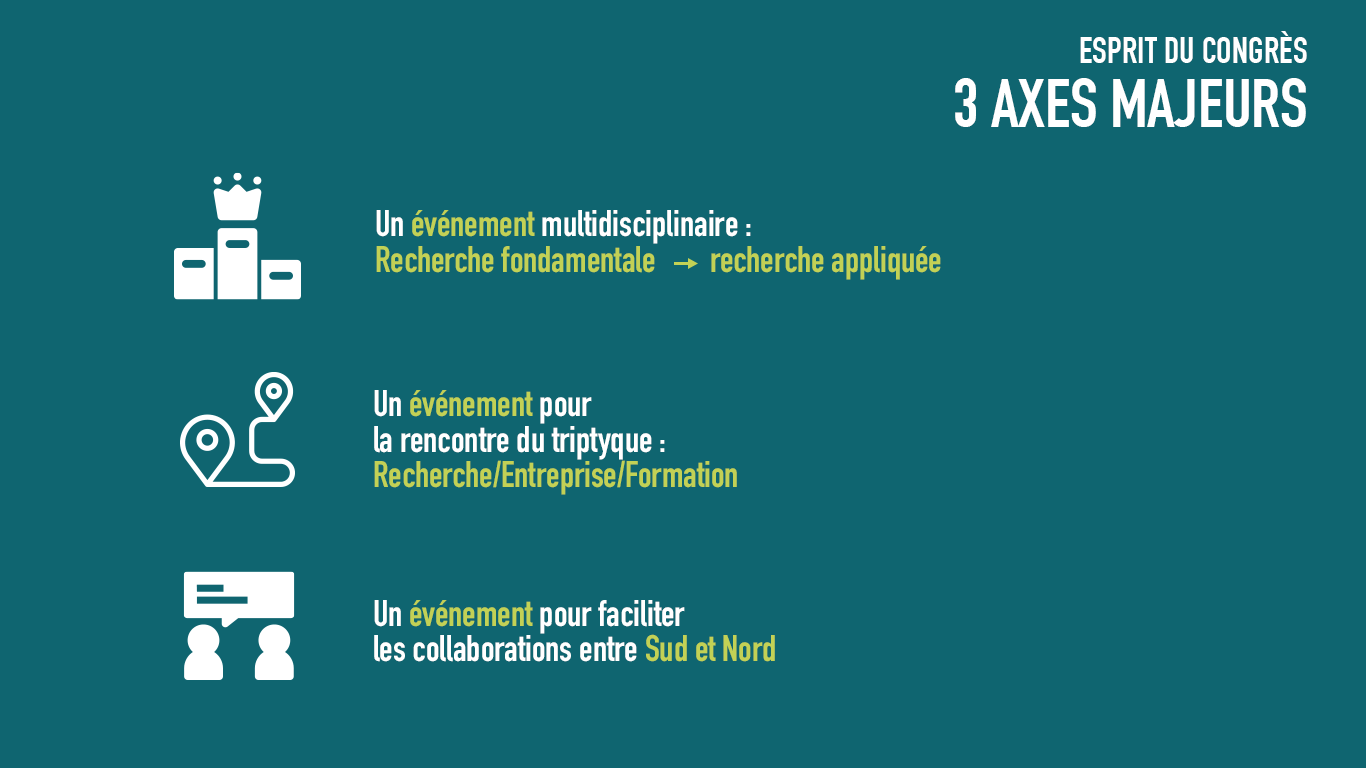 ESPRIT DU CONGRÈS
3 AXES MAJEURS
Un événement multidisciplinaire :
Recherche fondamentale → recherche appliquée
Un événement pour
la rencontre du triptyque :
Recherche/Entreprise/Formation
Un événement pour faciliter
les collaborations entre Sud et Nord